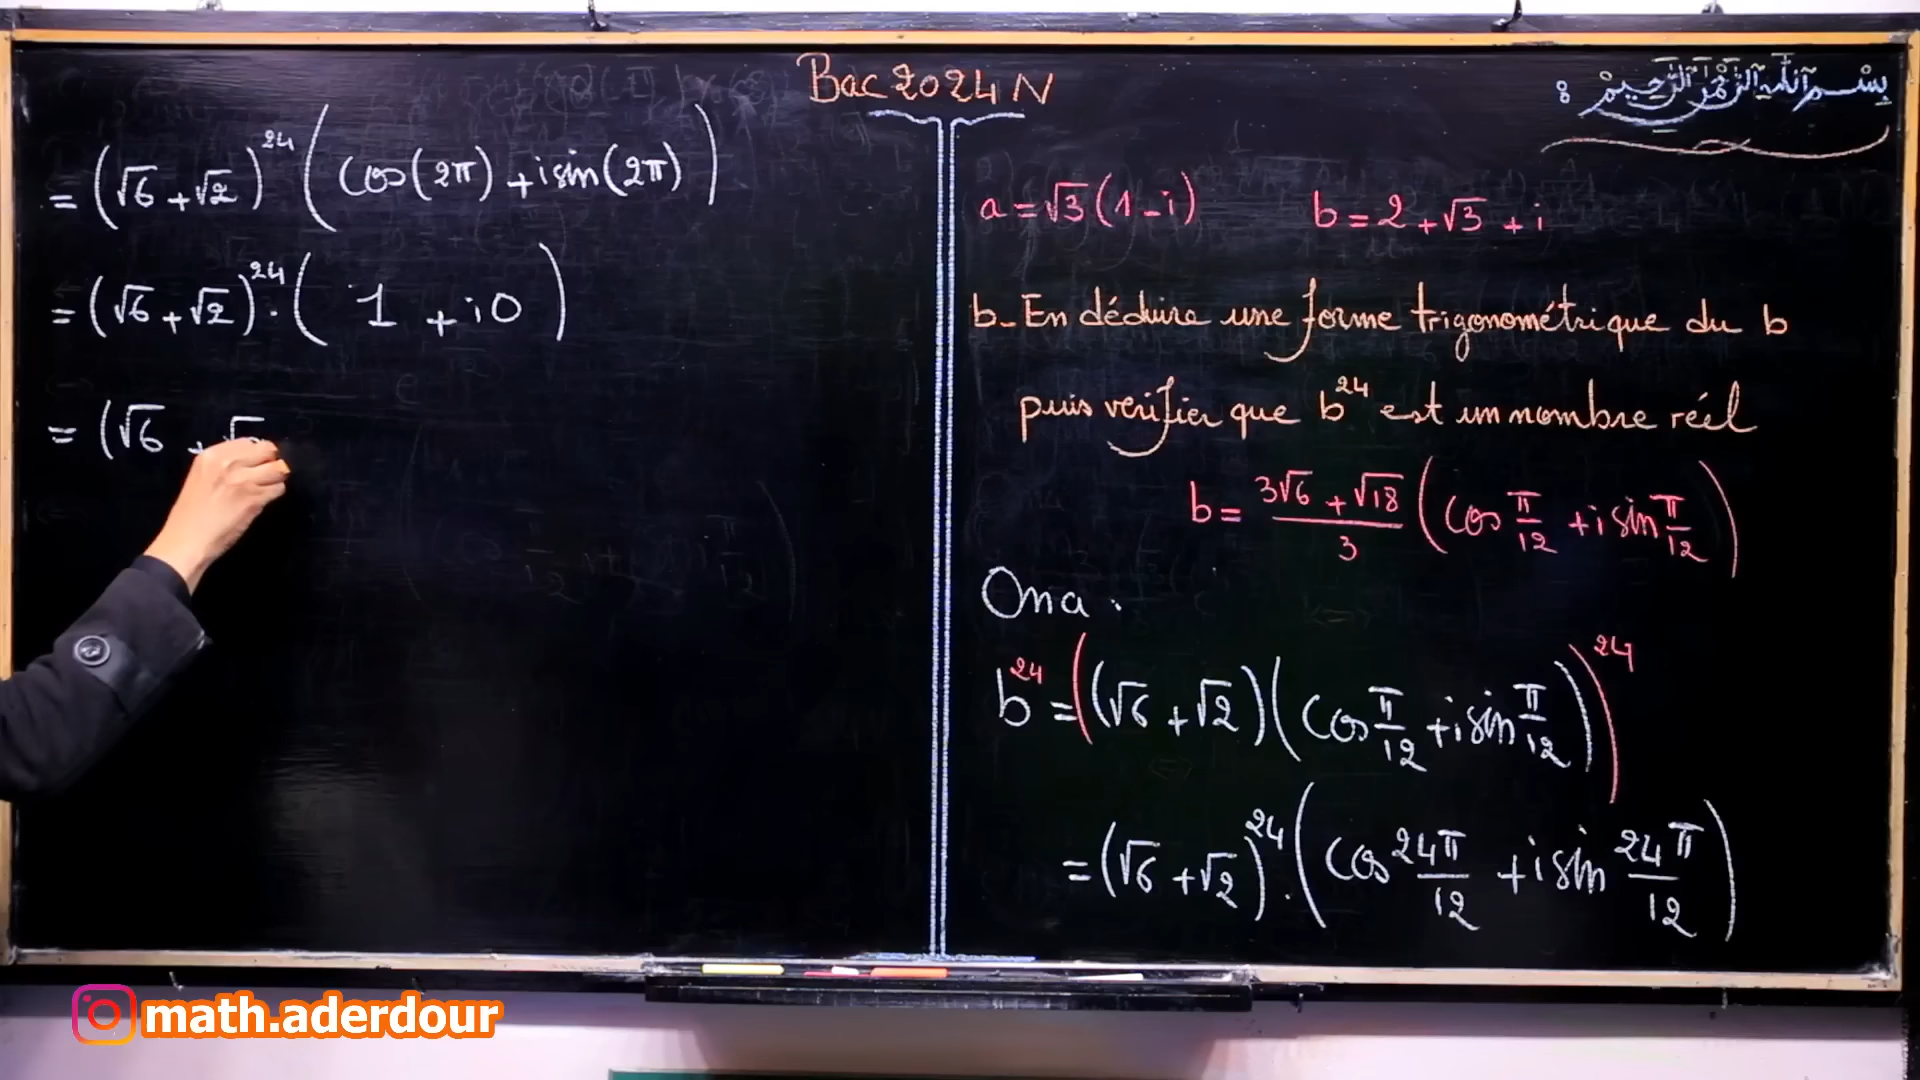 Bac 2024 N
بسم الله الرحمن الرحيم :
= (√6 + √2)²⁴ (cos(2π) + i sin(2π))
= (√6 + √2)²⁴ · (1 + i0)
= (√6 +
a = √3(1 - i) b = 2 + √3 + i
b - En déduire une forme trigonométrique du b
puis verifier que b²⁴ est un nombre réel
b = (3√6 + √18)/3 (cos π/12 + i sin π/12)
On a :
b²⁴ = ((√6 + √2)(cos π/12 + i sin π/12))²⁴
= (√6 + √2)²⁴ · (cos 24π/12 + i sin 24π/12)
math.aderdour